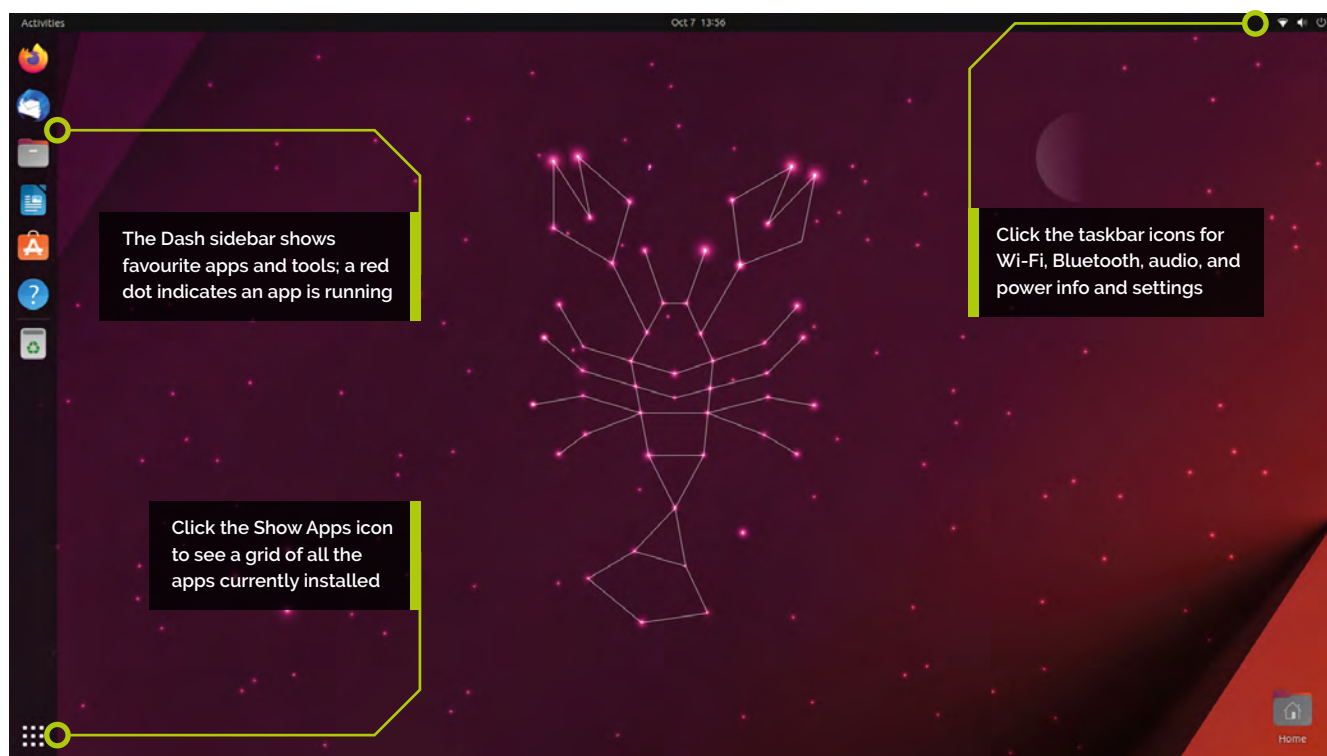 Activities
Oct 7 13:56
The Dash sidebar shows
favourite apps and tools; a red
dot indicates an app is running
Click the taskbar icons for
Wi-Fi, Bluetooth, audio, and
power info and settings
Click the Show Apps icon
to see a grid of all the
apps currently installed
Home